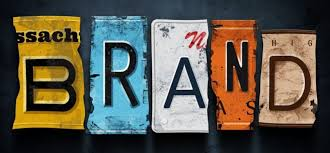 ssach
N H I G
BRAND
A S